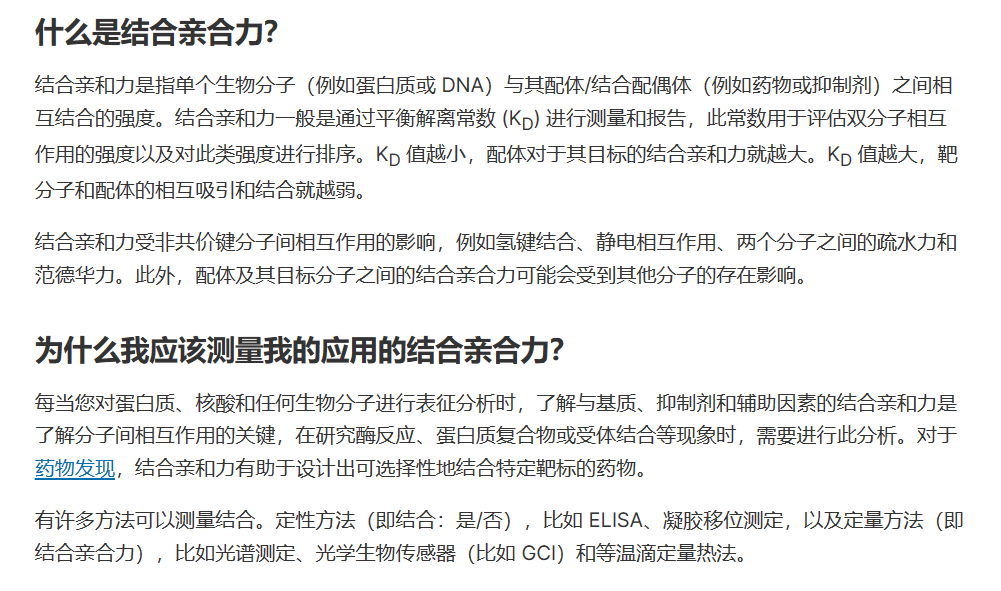 什么是结合亲合力？
结合亲和力是指单个生物分子（例如蛋白质或 DNA）与其配体/结合配偶体（例如药物或抑制剂）之间相
互结合的强度。结合亲和力一般是通过平衡解离常数 (KD) 进行测量和报告，此常数用于评估双分子相互
作用的强度以及对此类强度进行排序。KD 值越小，配体对于其目标的结合亲和力就越大。KD 值越大，靶
分子和配体的相互吸引和结合就越弱。
结合亲和力受非共价键分子间相互作用的影响，例如氢键结合、静电相互作用、两个分子之间的疏水力和
范德华力。此外，配体及其目标分子之间的结合亲合力可能会受到其他分子的存在影响。
为什么我应该测量我的应用的结合亲合力？
每当您对蛋白质、核酸和任何生物分子进行表征分析时，了解与基质、抑制剂和辅助因素的结合亲和力是
了解分子间相互作用的关键，在研究酶反应、蛋白质复合物或受体结合等现象时，需要进行此分析。对于
药物发现，结合亲和力有助于设计出可选择性地结合特定靶标的药物。
有许多方法可以测量结合。定性方法（即结合：是/否），比如 ELISA、凝胶移位测定，以及定量方法（即
结合亲合力），比如光谱测定、光学生物传感器（比如 GCI）和等温滴定量热法。